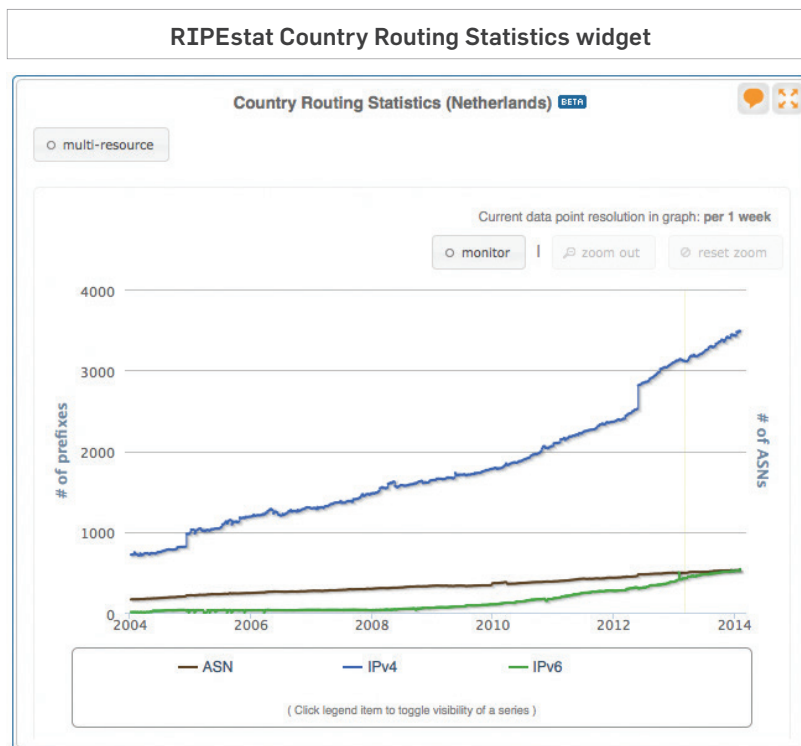 RIPEstat Country Routing Statistics widget
Country Routing Statistics (Netherlands) BETA
multi-resource
Current data point resolution in graph: per 1 week
monitor | zoom out reset zoom
4000
3000
2000
1000
0
# of prefixes
# of ASNs
2004 2006 2008 2010 2012 2014
ASN IPv4 IPv6
( Click legend item to toggle visibility of a series )